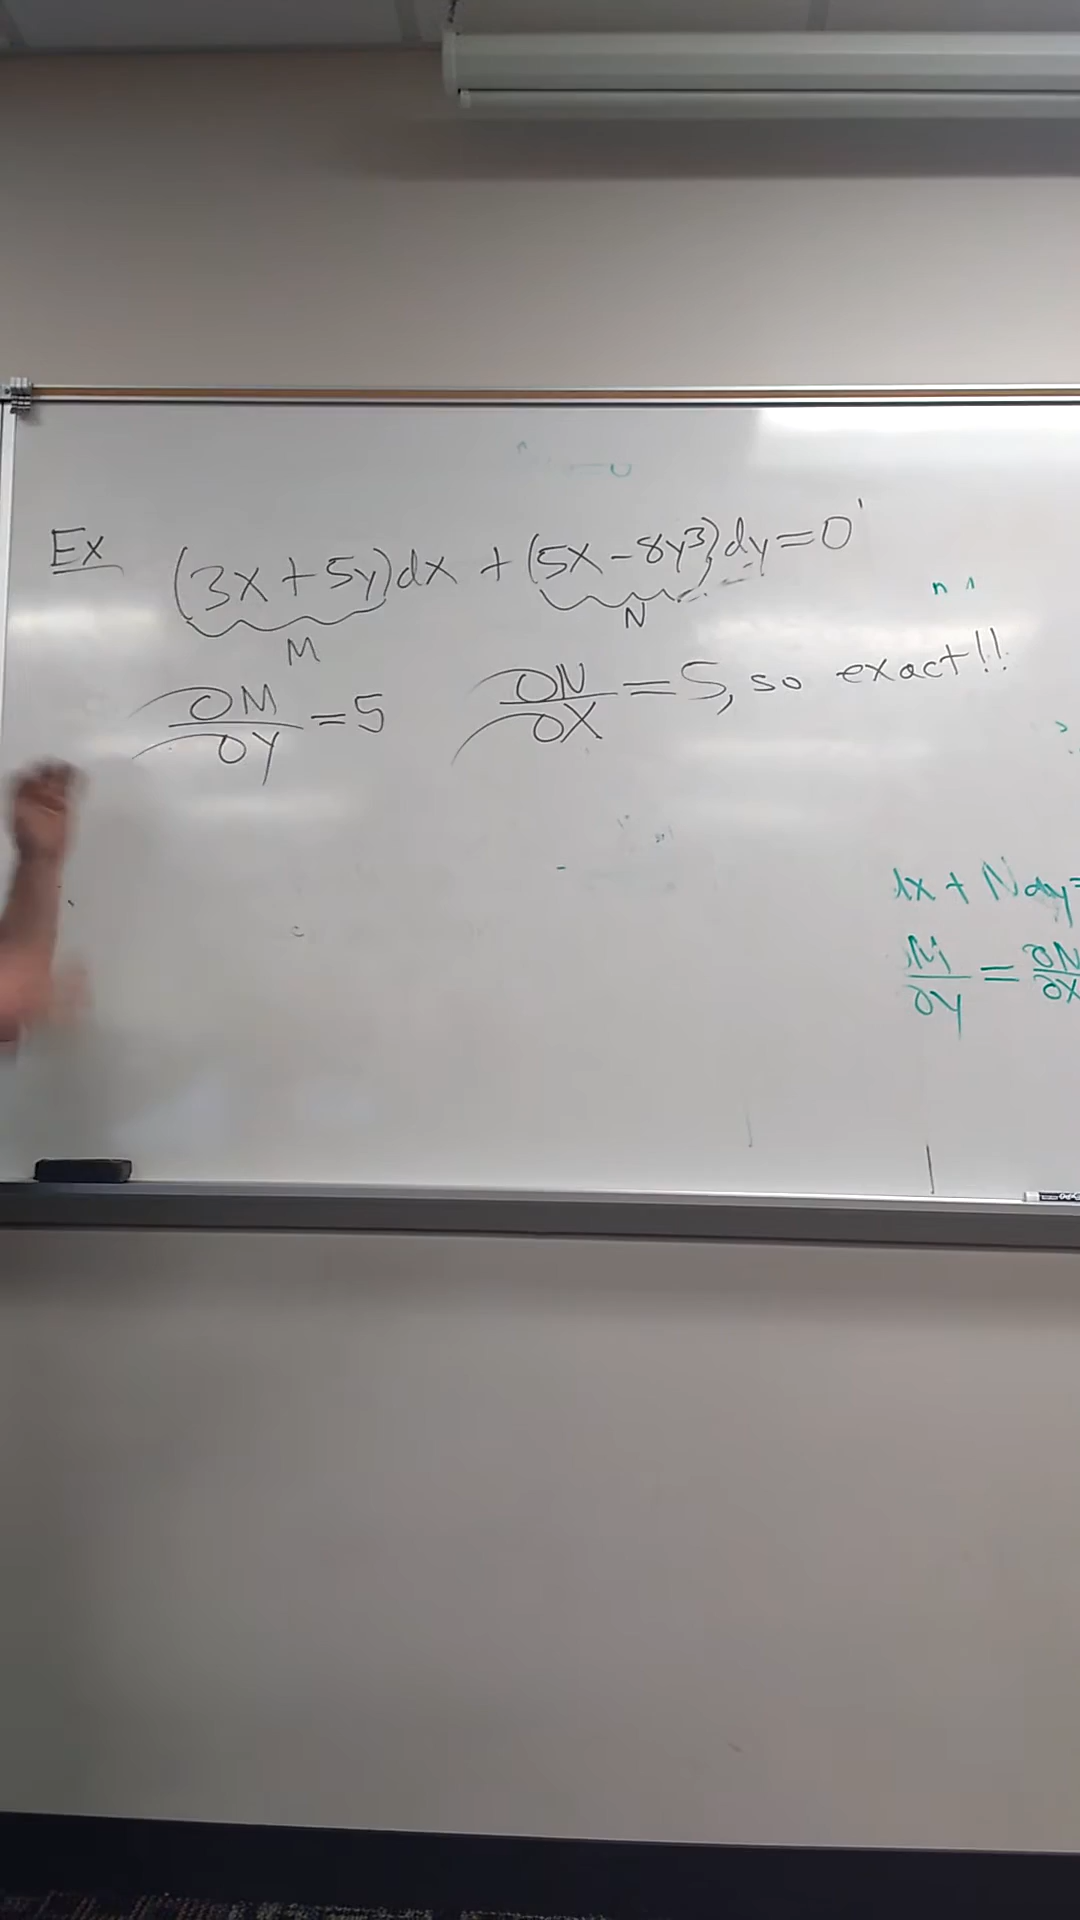 Ex (3x + 5y)dx + (5x - 8y³)dy = 0
M N
∂M/∂y = 5 ∂N/∂x = 5, so exact!!
dx + N dy =
∂M/∂y = ∂N/∂x